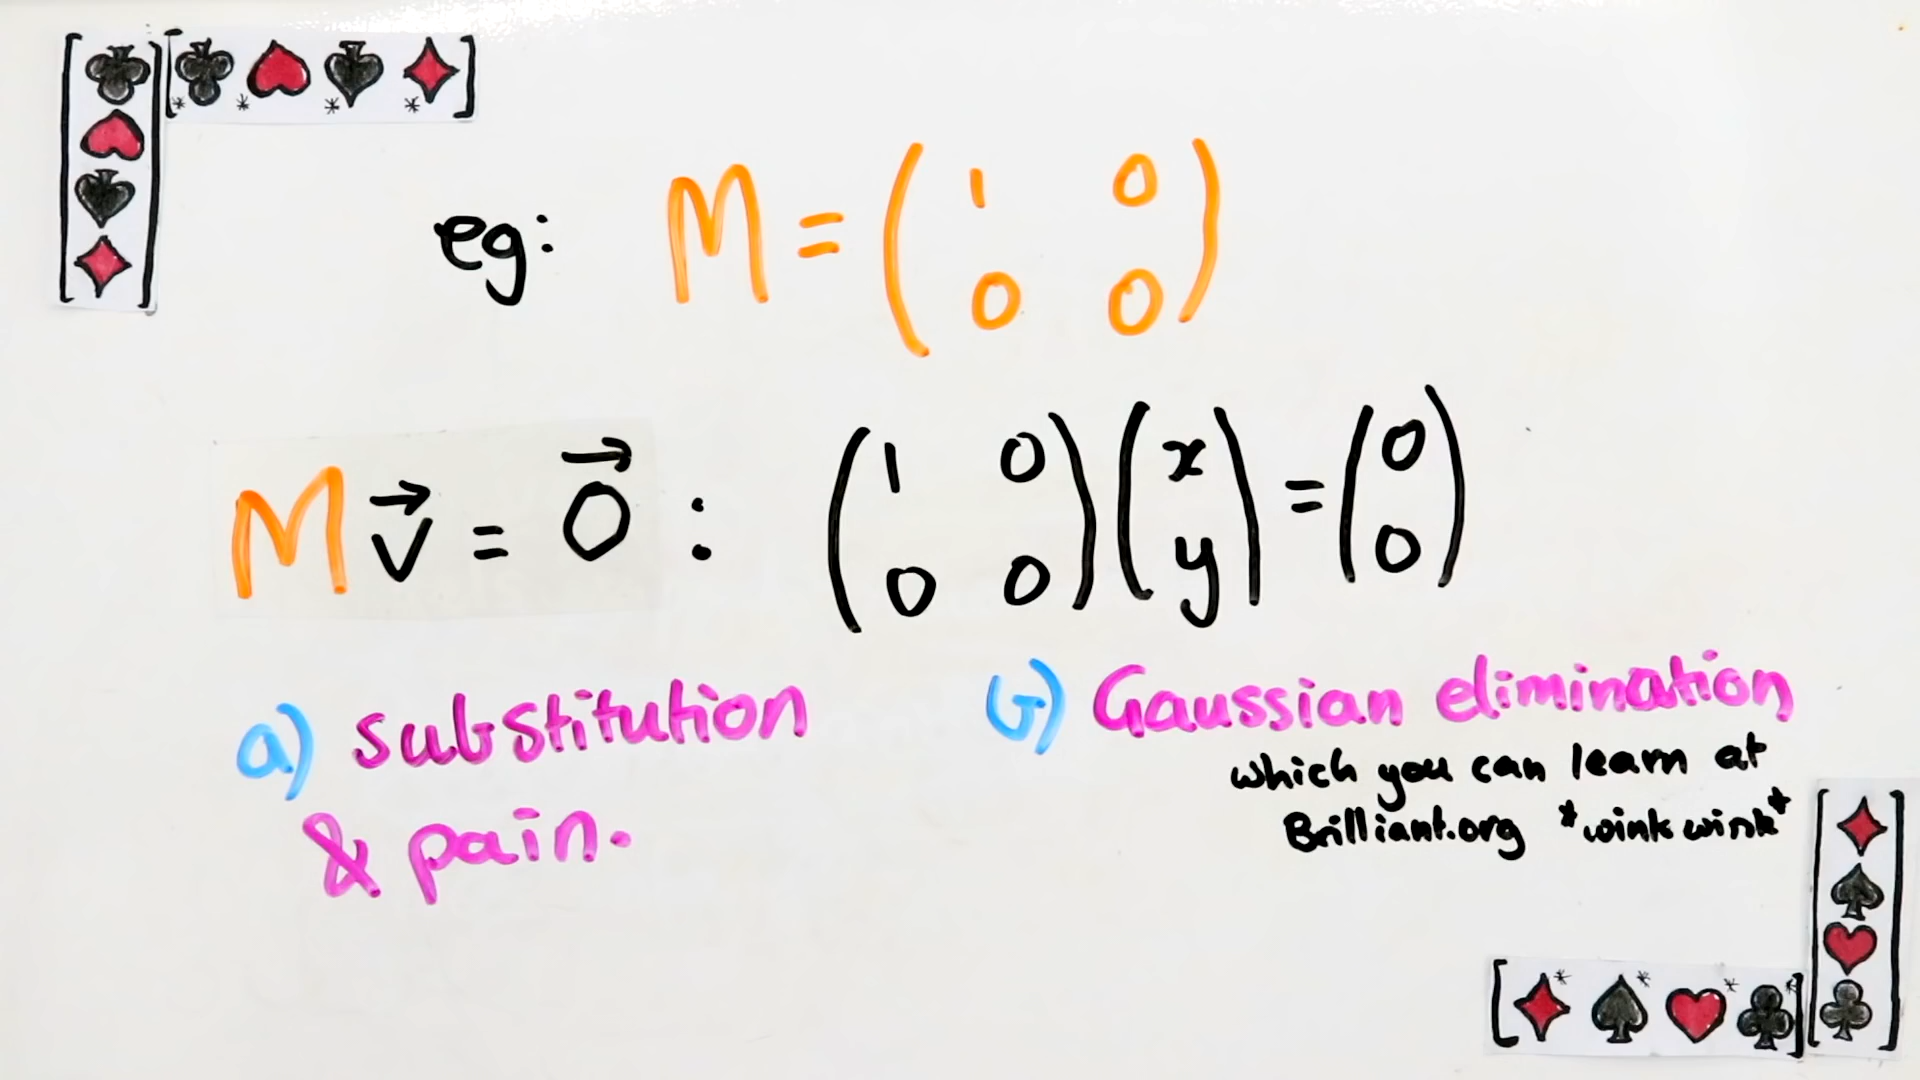 eg: M = ( 1 0
0 0 )
M v⃗ = 0⃗ : ( 1 0
0 0 ) ( x
y ) = ( 0
0 )
a) substitution
& pain.
b) Gaussian elimination
which you can learn at
Brilliant.org *wink wink*